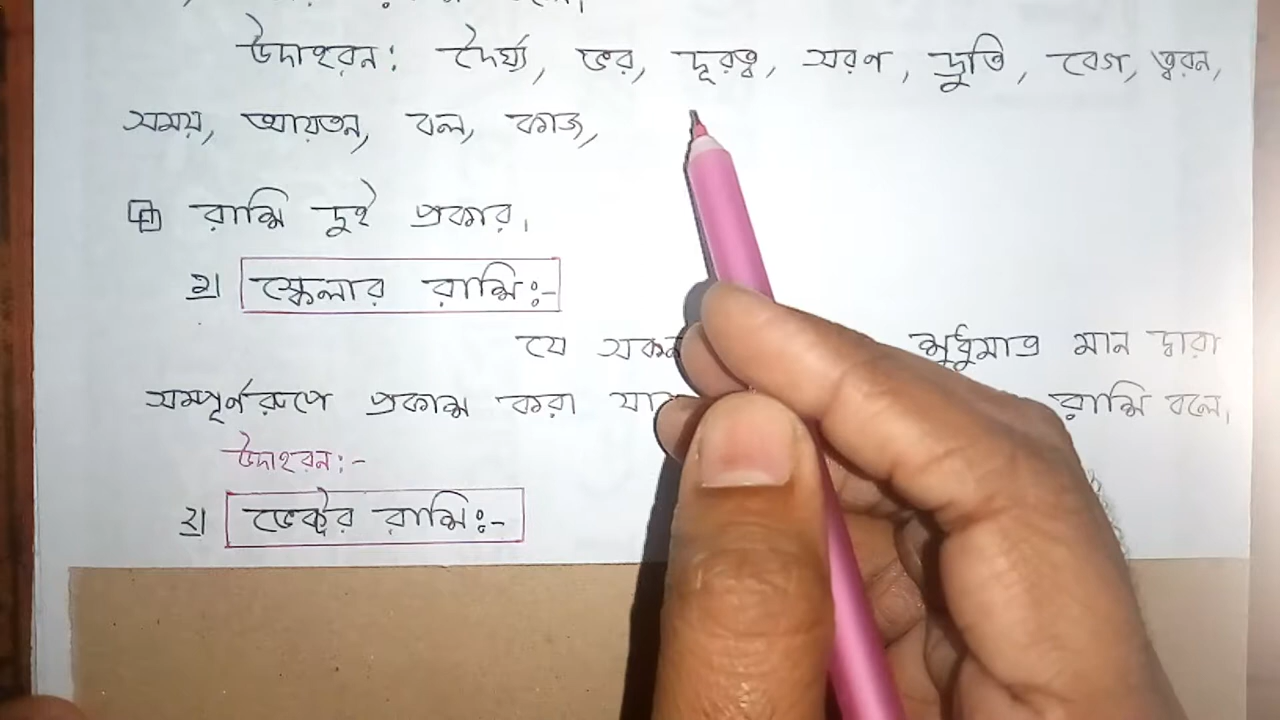 উদাহরন: দৈর্ঘ্য, ভর, দূরত্ব, সরণ, দ্রুতি, বেগ, ত্বরন,
সময়, আয়তন, বল, কাজ,
রাশি দুই প্রকার।
১। স্কেলার রাশিঃ-
যে সকল শুধুমাত্র মান দ্বারা
সম্পূর্নরুপে প্রকাশ করা রাশি বলে।
উদাহরন:-
২। ভেক্টর রাশিঃ-